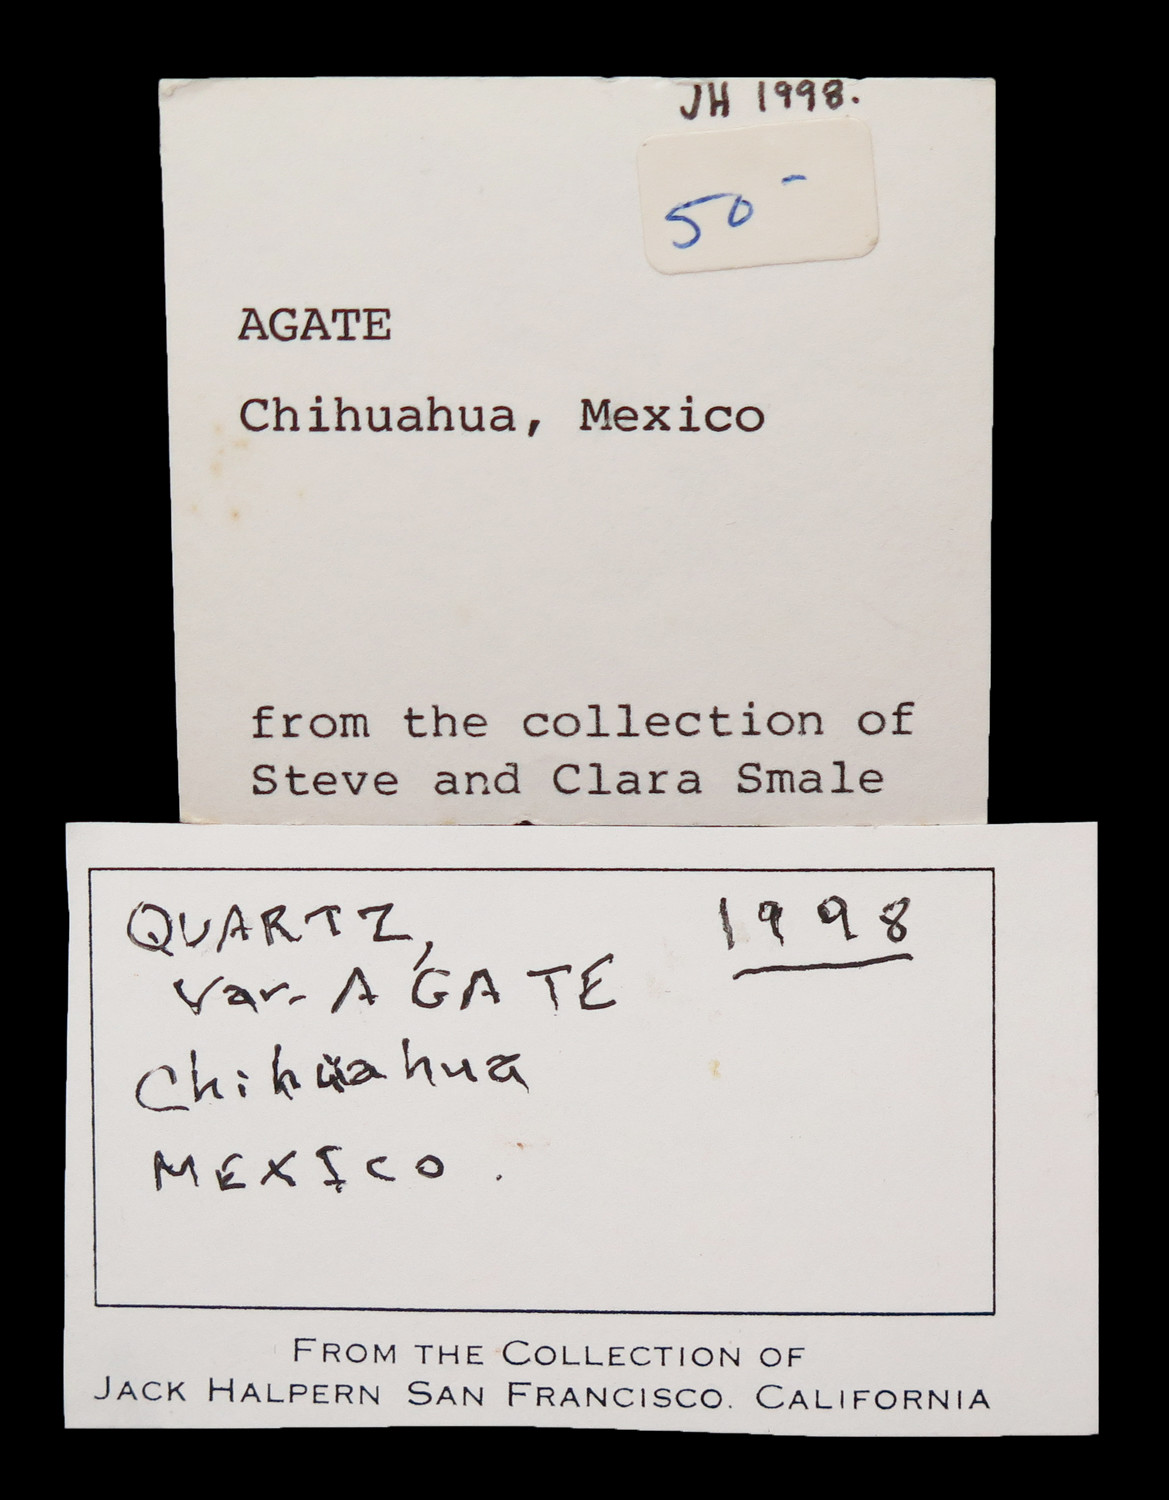 JH 1998.
50 -
AGATE
Chihuahua, Mexico
from the collection of
Steve and Clara Smale
QUARTZ, 1998
var. AGATE
Chihuahua
MEXICO.
FROM THE COLLECTION OF
JACK HALPERN SAN FRANCISCO. CALIFORNIA